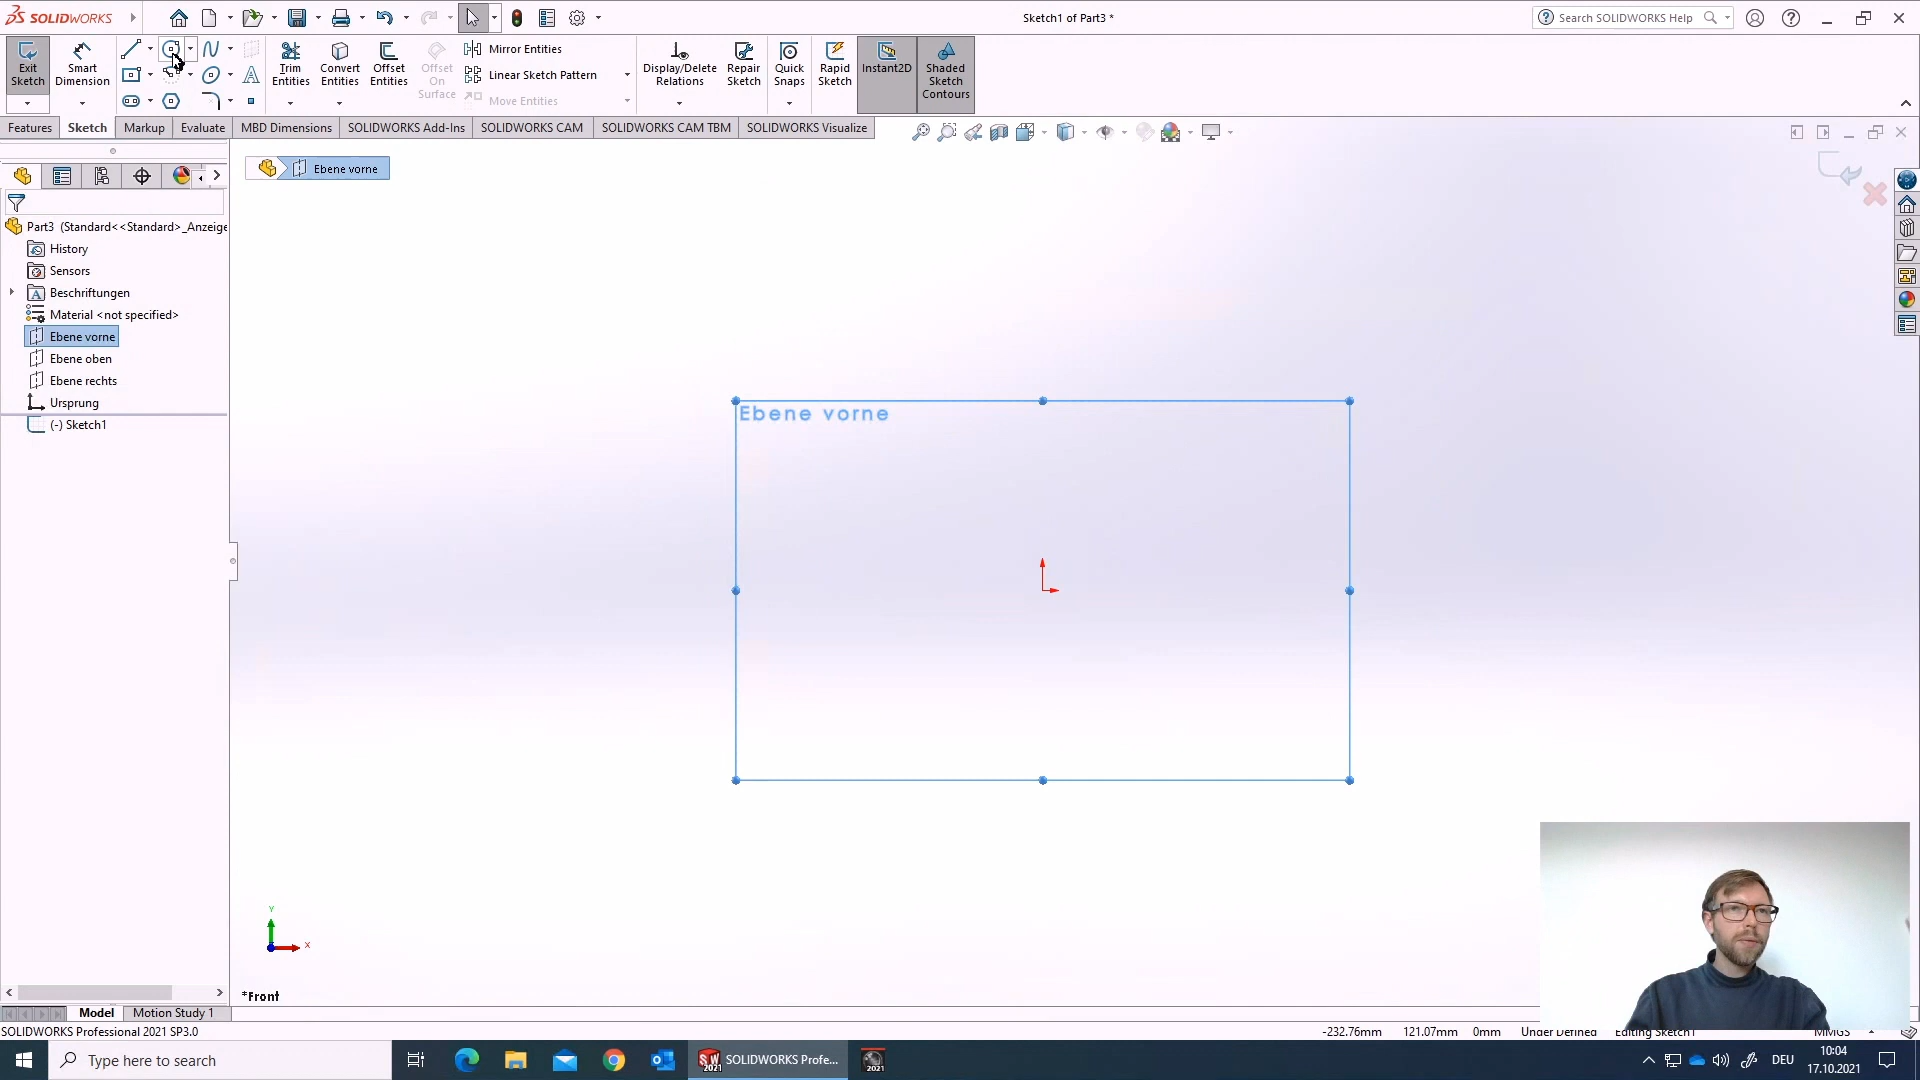 SOLIDWORKS
Sketch1 of Part3 *
Search SOLIDWORKS Help
Exit Sketch
Smart Dimension
Trim Entities
Convert Entities
Offset Entities
Offset On Surface
Mirror Entities
Linear Sketch Pattern
Move Entities
Display/Delete Relations
Repair Sketch
Quick Snaps
Rapid Sketch
Instant2D
Shaded Sketch Contours
Features
Sketch
Markup
Evaluate
MBD Dimensions
SOLIDWORKS Add-Ins
SOLIDWORKS CAM
SOLIDWORKS CAM TBM
SOLIDWORKS Visualize
Ebene vorne
Part3 (Standard<<Standard>_Anzeige
History
Sensors
Beschriftungen
Material <not specified>
Ebene vorne
Ebene oben
Ebene rechts
Ursprung
(-) Sketch1
Ebene vorne
Y
X
*Front
Model
Motion Study 1
SOLIDWORKS Professional 2021 SP3.0
-232.76mm
121.07mm
0mm
Under Defined
Editing Sketch1
MMGS
Type here to search
SW 2021
SOLIDWORKS Profe...
2021
DEU
10:04
17.10.2021